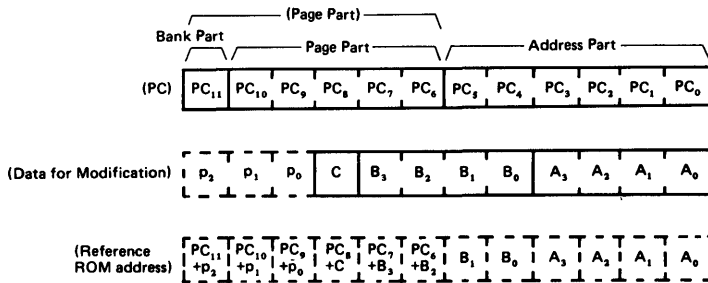 (Page Part)
Bank Part Page Part Address Part
(PC) PC₁₁ PC₁₀ PC₉ PC₈ PC₇ PC₆ PC₅ PC₄ PC₃ PC₂ PC₁ PC₀
(Data for Modification) p₂ p₁ p₀ C B₃ B₂ B₁ B₀ A₃ A₂ A₁ A₀
(Reference ROM address) PC₁₁ +p₂ PC₁₀ +p₁ PC₉ +p₀ PC₈ +C PC₇ +B₃ PC₆ +B₂ B₁ B₀ A₃ A₂ A₁ A₀